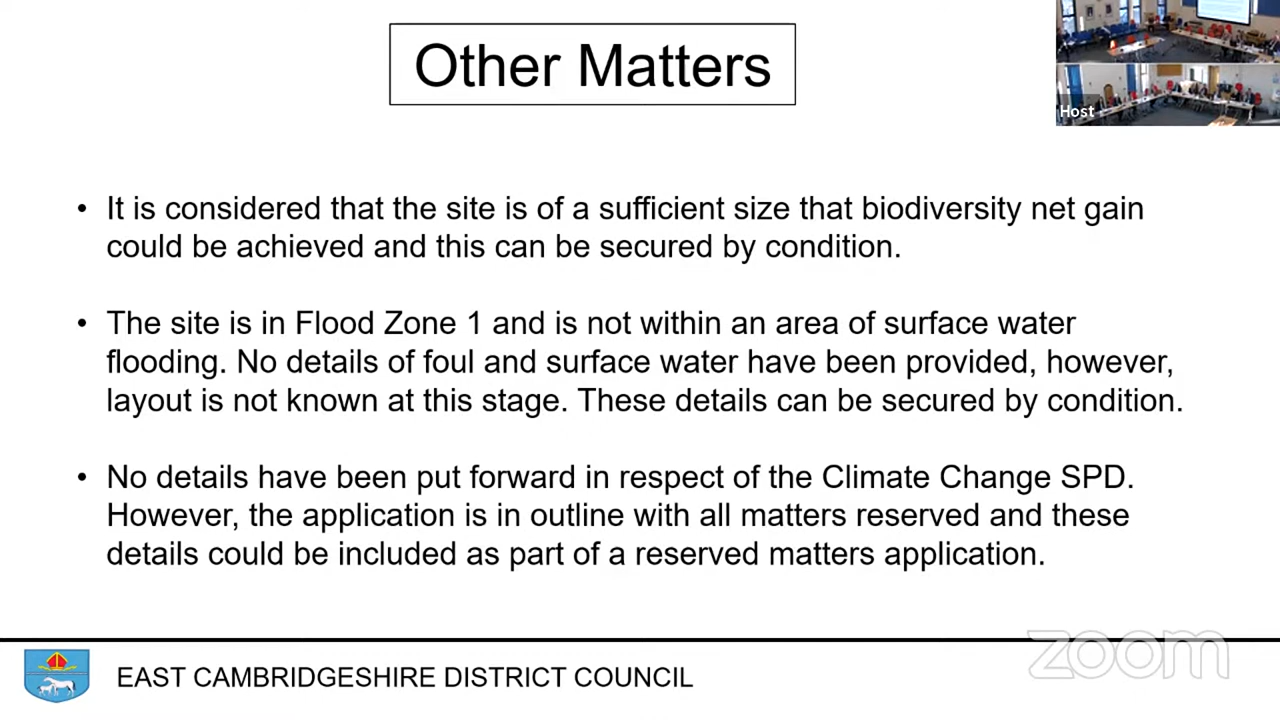 Other Matters
Host
• It is considered that the site is of a sufficient size that biodiversity net gain
could be achieved and this can be secured by condition.
• The site is in Flood Zone 1 and is not within an area of surface water
flooding. No details of foul and surface water have been provided, however,
layout is not known at this stage. These details can be secured by condition.
• No details have been put forward in respect of the Climate Change SPD.
However, the application is in outline with all matters reserved and these
details could be included as part of a reserved matters application.
EAST CAMBRIDGESHIRE DISTRICT COUNCIL
zoom